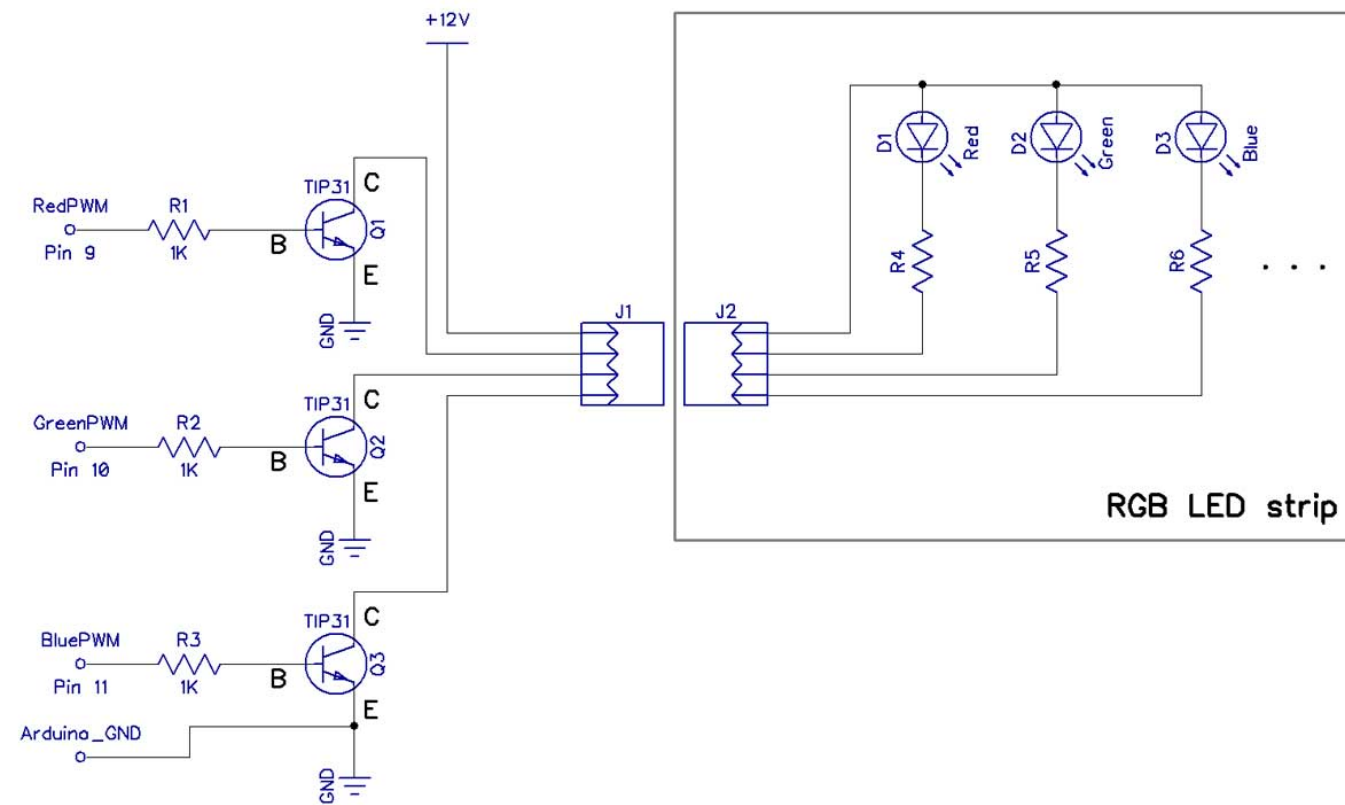 +12V
TIP31
C
RedPWM
R1
Q1
B
Pin 9
1K
E
GND
D1
Red
D2
Green
D3
Blue
R4
R5
R6
. . .
J1
J2
TIP31
C
GreenPWM
R2
Q2
B
Pin 10
1K
E
GND
RGB LED strip
TIP31
C
BluePWM
R3
Q3
B
Pin 11
1K
E
Arduino_GND
GND